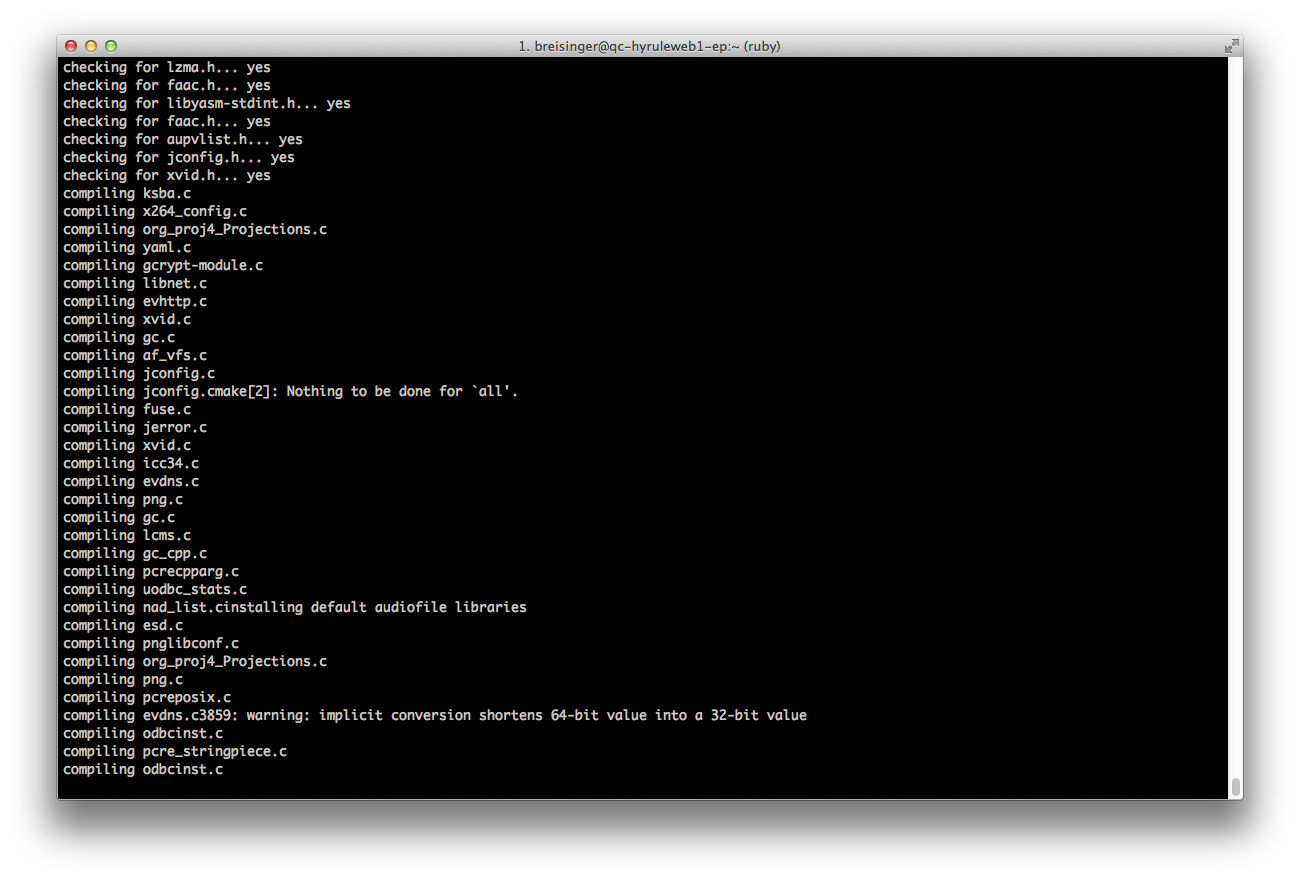 1. breisinger@qc-hyruleweb1-ep:~ (ruby)
checking for lzma.h... yes
checking for faac.h... yes
checking for libyasm-stdint.h... yes
checking for faac.h... yes
checking for aupvlist.h... yes
checking for jconfig.h... yes
checking for xvid.h... yes
compiling ksba.c
compiling x264_config.c
compiling org_proj4_Projections.c
compiling yaml.c
compiling gcrypt-module.c
compiling libnet.c
compiling evhttp.c
compiling xvid.c
compiling gc.c
compiling af_vfs.c
compiling jconfig.c
compiling jconfig.cmake[2]: Nothing to be done for `all'.
compiling fuse.c
compiling jerror.c
compiling xvid.c
compiling icc34.c
compiling evdns.c
compiling png.c
compiling gc.c
compiling lcms.c
compiling gc_cpp.c
compiling pcrecpparg.c
compiling uodbc_stats.c
compiling nad_list.cinstalling default audiofile libraries
compiling esd.c
compiling pnglibconf.c
compiling org_proj4_Projections.c
compiling png.c
compiling pcreposix.c
compiling evdns.c3859: warning: implicit conversion shortens 64-bit value into a 32-bit value
compiling odbcinst.c
compiling pcre_stringpiece.c
compiling odbcinst.c